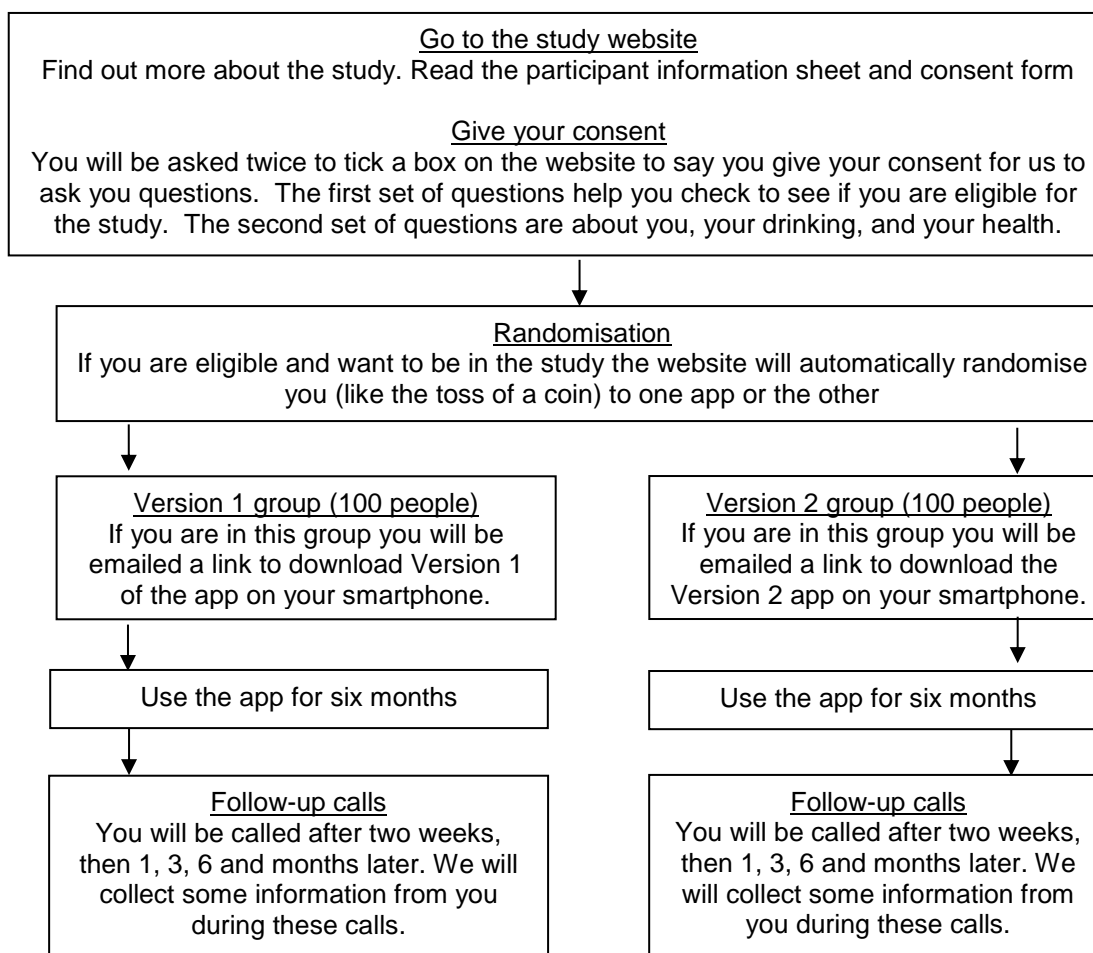 Go to the study website
Find out more about the study. Read the participant information sheet and consent form
Give your consent
You will be asked twice to tick a box on the website to say you give your consent for us to
ask you questions.  The first set of questions help you check to see if you are eligible for
the study.  The second set of questions are about you, your drinking, and your health.
Randomisation
If you are eligible and want to be in the study the website will automatically randomise
you (like the toss of a coin) to one app or the other
Version 1 group (100 people)
If you are in this group you will be
emailed a link to download Version 1
of the app on your smartphone.
Version 2 group (100 people)
If you are in this group you will be
emailed a link to download the
Version 2 app on your smartphone.
Use the app for six months
Use the app for six months
Follow-up calls
You will be called after two weeks,
then 1, 3, 6 and months later. We will
collect some information from you
during these calls.
Follow-up calls
You will be called after two weeks,
then 1, 3, 6 and months later. We
will collect some information from
you during these calls.